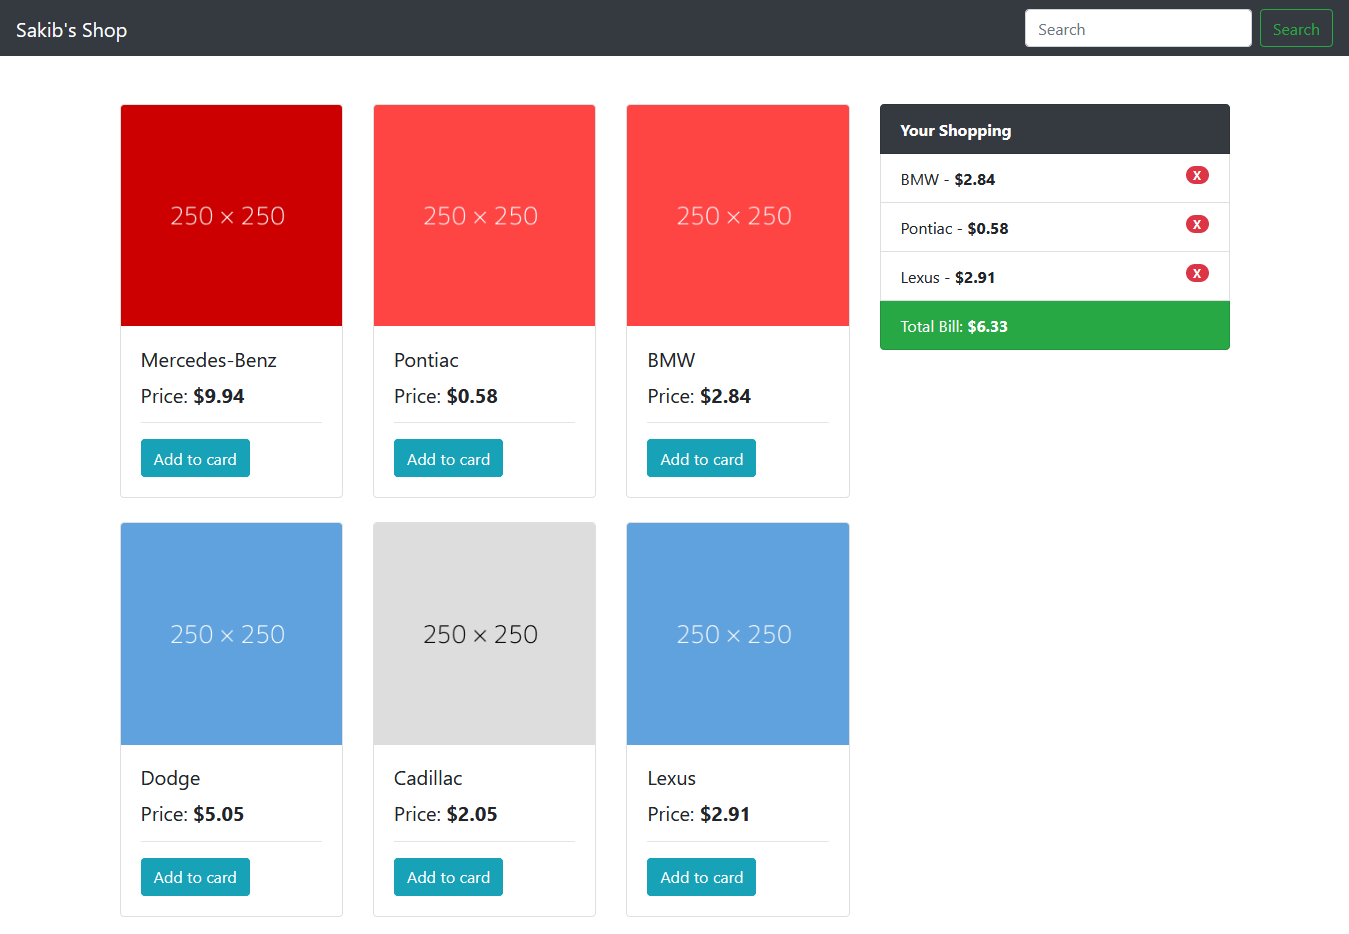 Sakib's Shop
Search
Search
250 × 250
250 × 250
250 × 250
Mercedes-Benz
Price: $9.94
Add to card
Pontiac
Price: $0.58
Add to card
BMW
Price: $2.84
Add to card
250 × 250
250 × 250
250 × 250
Dodge
Price: $5.05
Add to card
Cadillac
Price: $2.05
Add to card
Lexus
Price: $2.91
Add to card
Your Shopping
BMW - $2.84 X
Pontiac - $0.58 X
Lexus - $2.91 X
Total Bill: $6.33